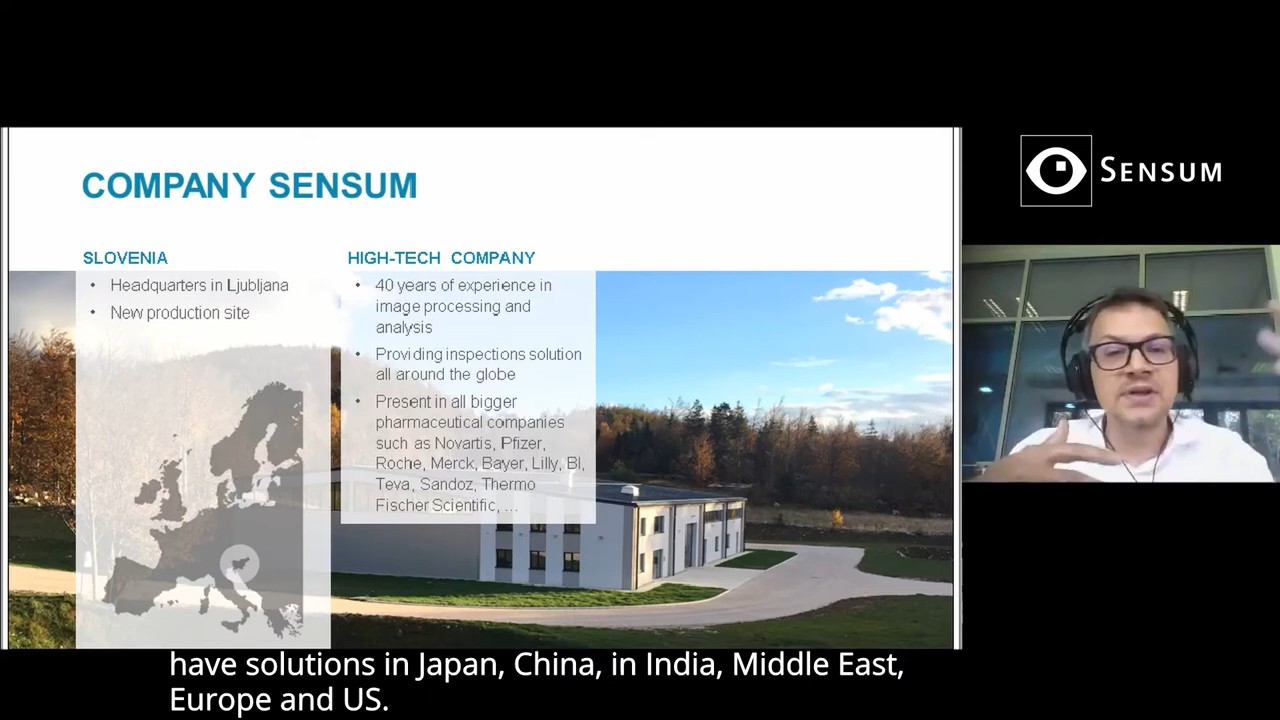 COMPANY SENSUM
SLOVENIA
• Headquarters in Ljubljana
• New production site
HIGH-TECH COMPANY
• 40 years of experience in
image processing and
analysis
• Providing inspections solution
all around the globe
• Present in all bigger
pharmaceutical companies
such as Novartis, Pfizer,
Roche, Merck, Bayer, Lilly, BI,
Teva, Sandoz, Thermo
Fischer Scientific, ...
SENSUM
have solutions in Japan, China, in India, Middle East,
Europe and US.